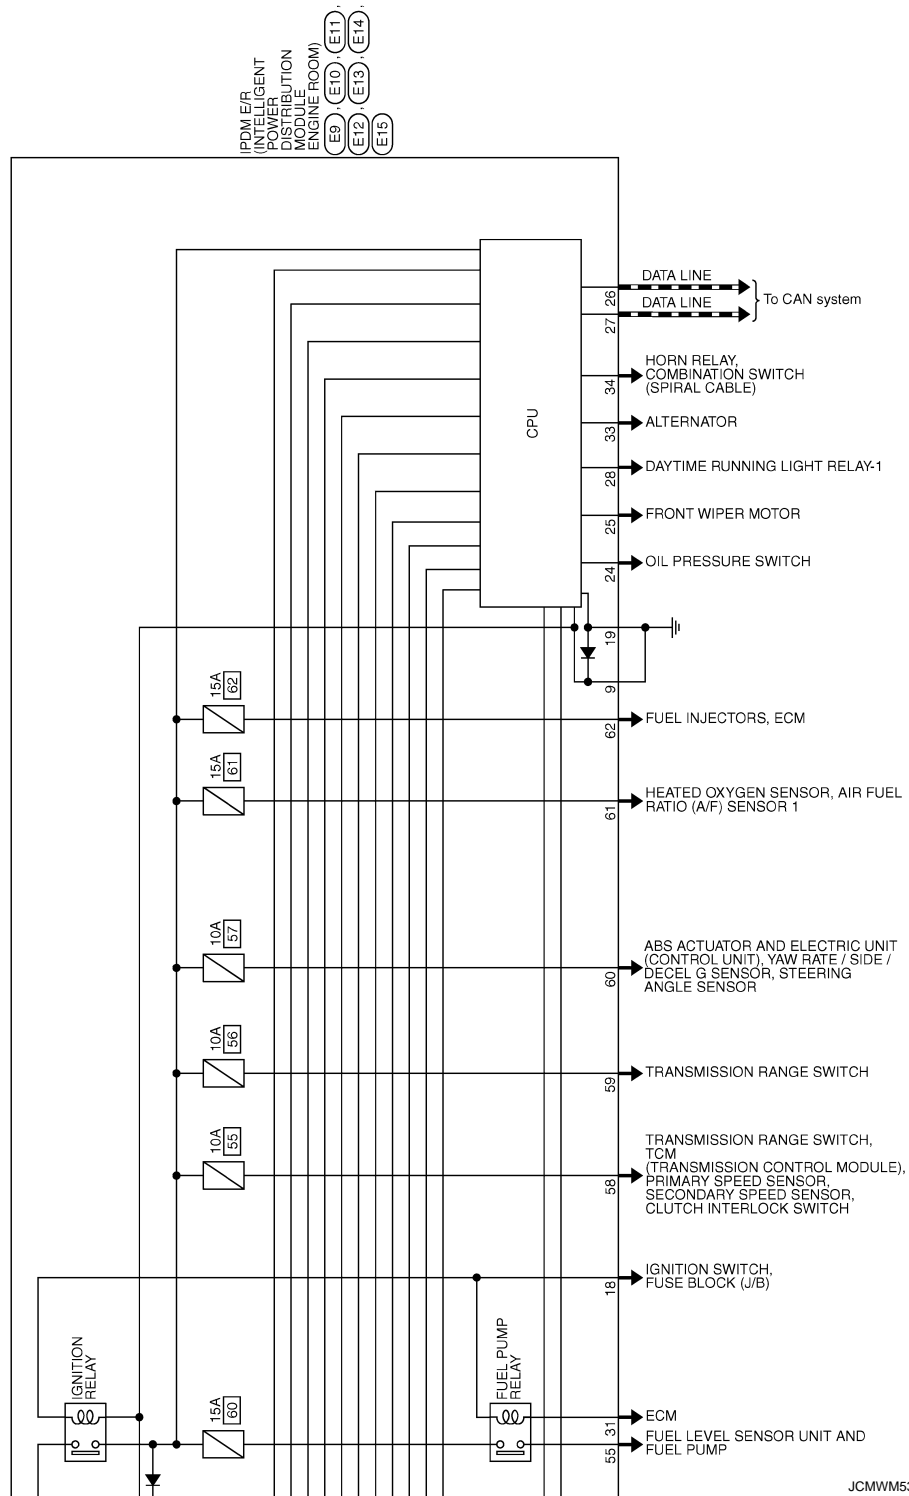 IPDM E/R
(INTELLIGENT
POWER
DISTRIBUTION
MODULE
ENGINE ROOM)
E9 , E10 , E11 ,
E12 , E13 , E14 ,
E15
CPU
26 DATA LINE
27 DATA LINE
To CAN system
34 HORN RELAY,
COMBINATION SWITCH
(SPIRAL CABLE)
33 ALTERNATOR
28 DAYTIME RUNNING LIGHT RELAY-1
25 FRONT WIPER MOTOR
24 OIL PRESSURE SWITCH
19
9
15A
62
62 FUEL INJECTORS, ECM
15A
61
61 HEATED OXYGEN SENSOR, AIR FUEL
RATIO (A/F) SENSOR 1
10A
57
60 ABS ACTUATOR AND ELECTRIC UNIT
(CONTROL UNIT), YAW RATE / SIDE /
DECEL G SENSOR, STEERING
ANGLE SENSOR
10A
56
59 TRANSMISSION RANGE SWITCH
10A
55
58 TRANSMISSION RANGE SWITCH,
TCM
(TRANSMISSION CONTROL MODULE),
PRIMARY SPEED SENSOR,
SECONDARY SPEED SENSOR,
CLUTCH INTERLOCK SWITCH
18 IGNITION SWITCH,
FUSE BLOCK (J/B)
IGNITION
RELAY
15A
60
FUEL PUMP
RELAY
31 ECM
55 FUEL LEVEL SENSOR UNIT AND
FUEL PUMP
JCMWM53